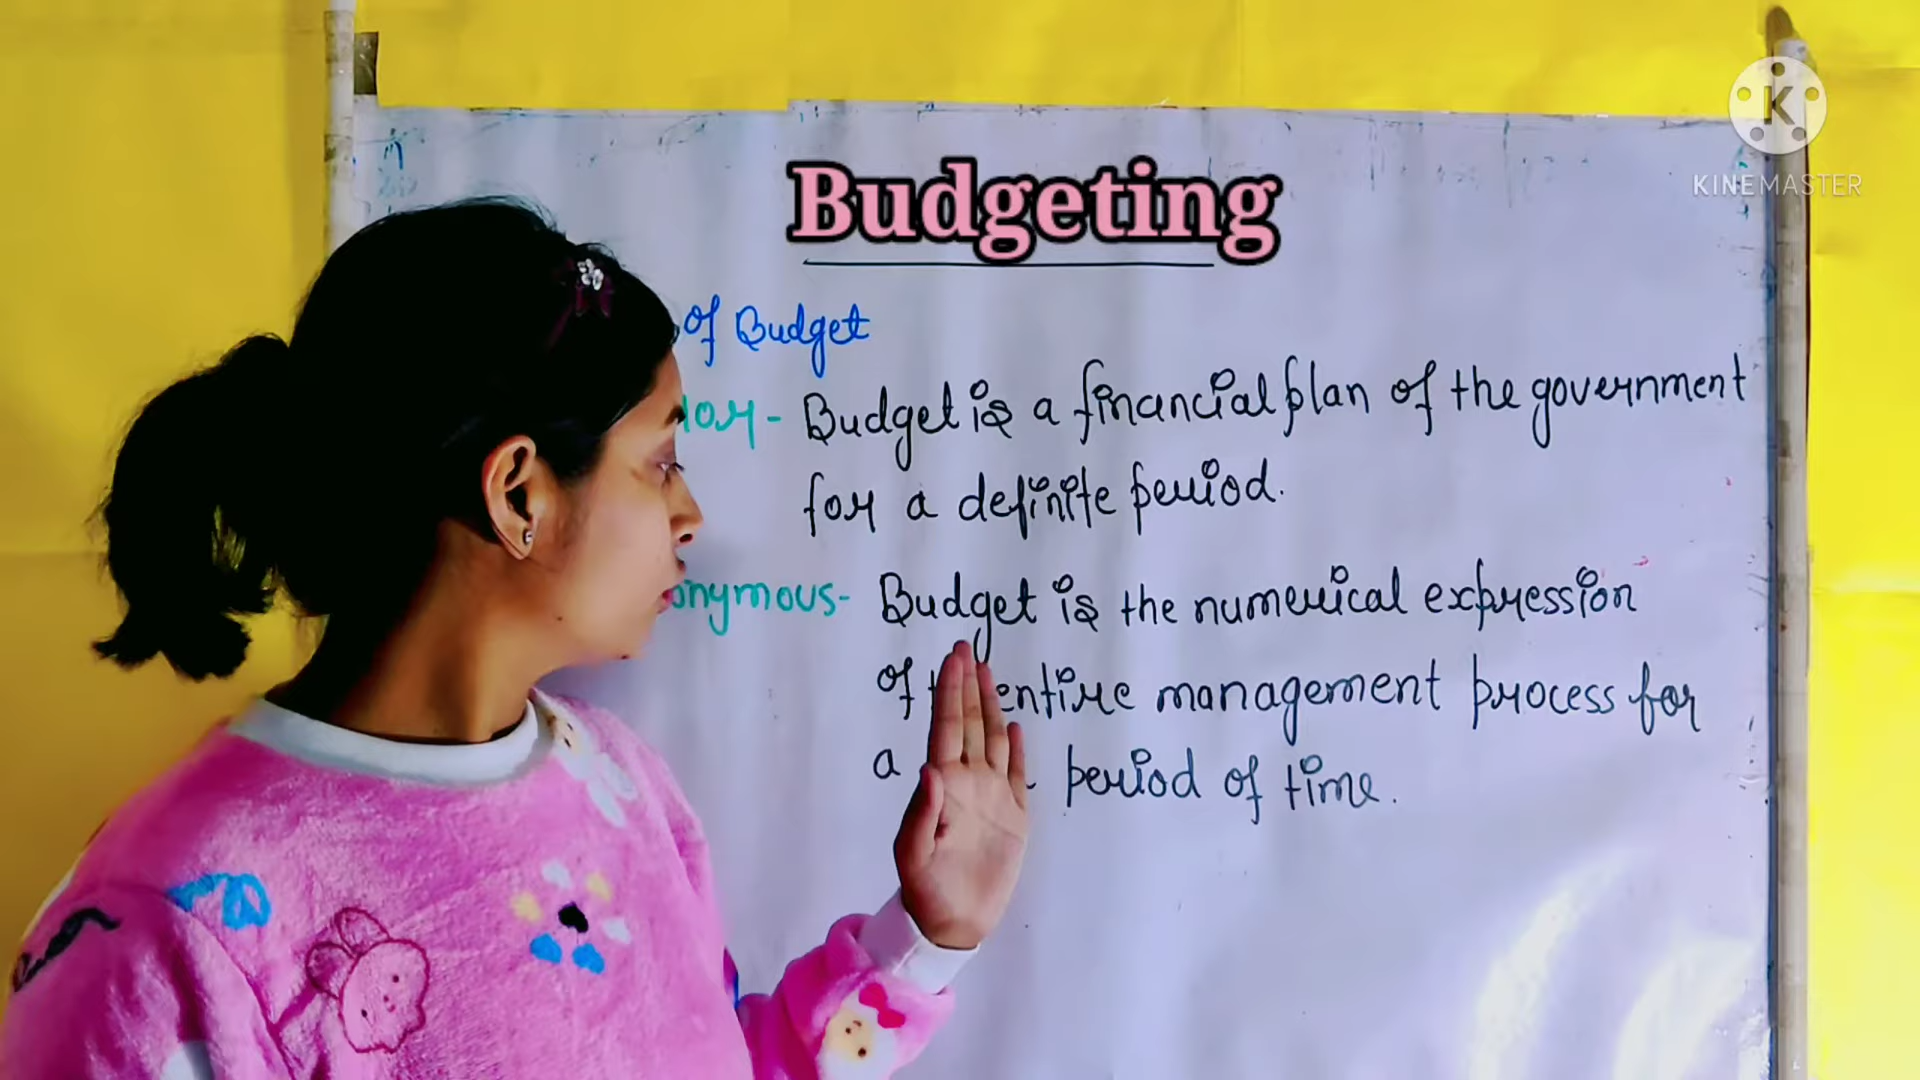 KINEMASTER
Budgeting
of Budget
Budget is a financial plan of the government
for a definite period.
Budget is the numerical expression
of entire management process for
a period of time.